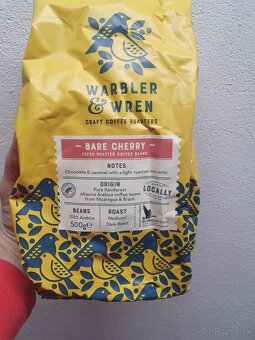 WARBLER
& WREN
CRAFT COFFEE ROASTERS
BARE CHERRY
FRESH ROASTED COFFEE BEANS
NOTES
Chocolate & caramel with a light roasted nut note.
ORIGIN
Pure Rainforest
Alliance Arabica coffee beans
from Nicaragua & Brazil.
LOCALLY
BEANS
100% Arabica
500g
ROAST
Medium/
Dark Roast